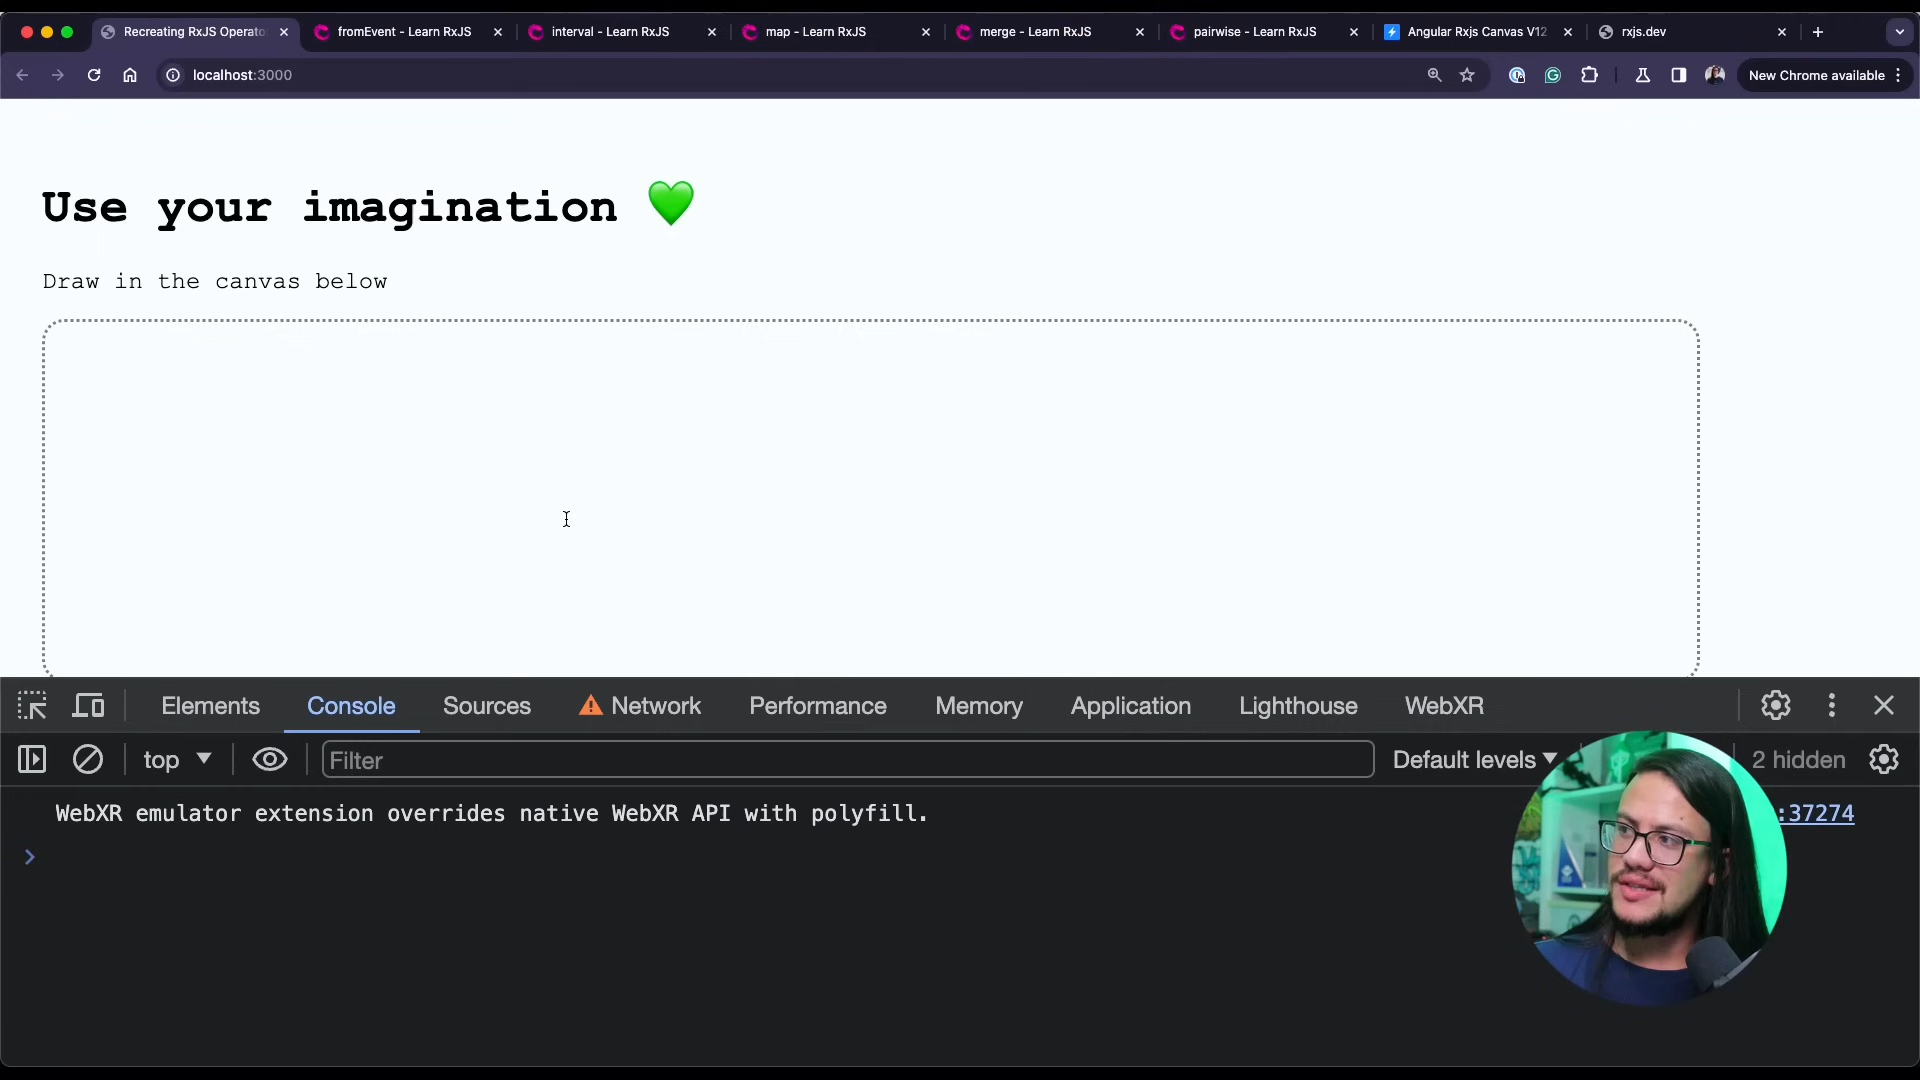 Recreating RxJS Operato
fromEvent - Learn RxJS
interval - Learn RxJS
map - Learn RxJS
merge - Learn RxJS
pairwise - Learn RxJS
Angular Rxjs Canvas V12
rxjs.dev
localhost:3000
New Chrome available
Use your imagination 💚
Draw in the canvas below
Elements Console Sources Network Performance Memory Application Lighthouse WebXR
top
Filter
Default levels
2 hidden
WebXR emulator extension overrides native WebXR API with polyfill.
:37274